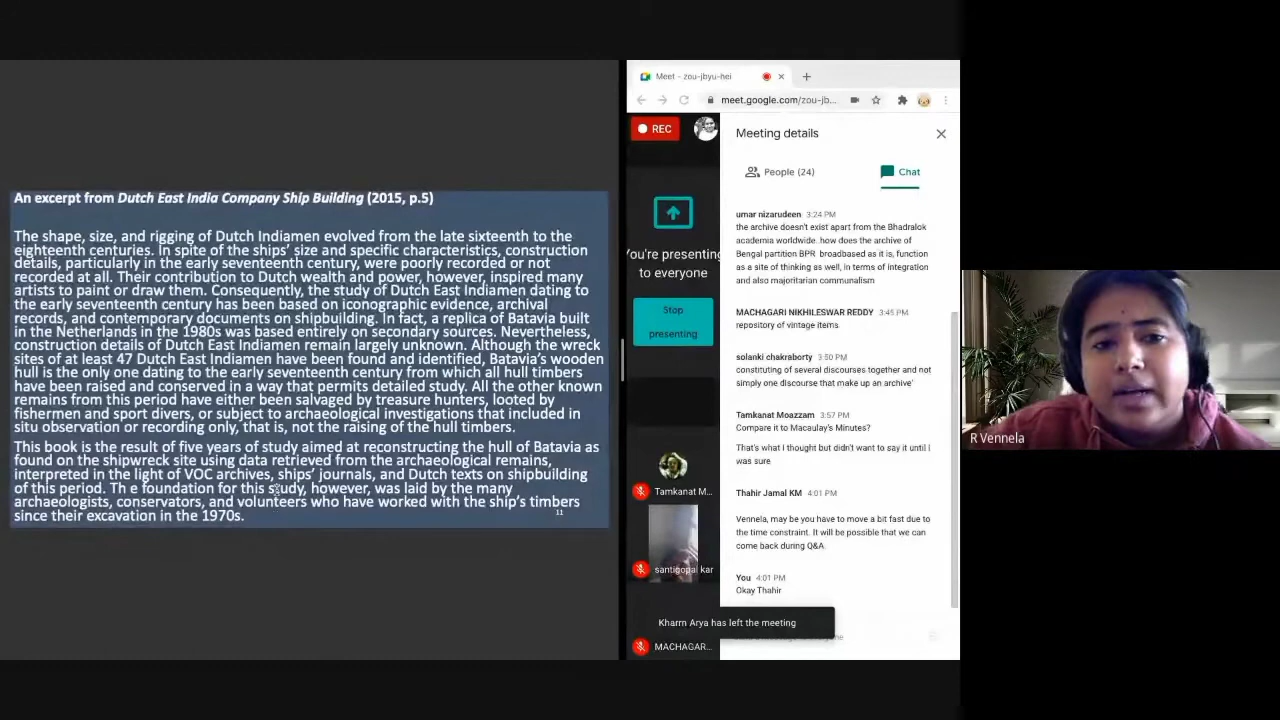 An excerpt from Dutch East India Company Ship Building (2015, p.5)
The shape, size, and rigging of Dutch Indiamen evolved from the late sixteenth to the
eighteenth centuries. In spite of the ships' size and specific characteristics, construction
details, particularly in the early seventeenth century, were poorly recorded or not
recorded at all. Their contribution to Dutch wealth and power, however, inspired many
artists to paint or draw them. Consequently, the study of Dutch East Indiamen dating to
the early seventeenth century has been based on iconographic evidence, archival
records, and contemporary documents on shipbuilding. In fact, a replica of Batavia built
in the Netherlands in the 1980s was based entirely on secondary sources. Nevertheless,
construction details of Dutch East Indiamen remain largely unknown. Although the wreck
sites of at least 47 Dutch East Indiamen have been found and identified, Batavia's wooden
hull is the only one dating to the early seventeenth century from which all hull timbers
have been raised and conserved in a way that permits detailed study. All the other known
remains from this period have either been salvaged by treasure hunters, looted by
fishermen and sport divers, or subject to archaeological investigations that included in
situ observation or recording only, that is, not the raising of the hull timbers.
This book is the result of five years of study aimed at reconstructing the hull of Batavia as
found on the shipwreck site using data retrieved from the archaeological remains,
interpreted in the light of VOC archives, ships' journals, and Dutch texts on shipbuilding
of this period. Th e foundation for this study, however, was laid by the many
archaeologists, conservators, and volunteers who have worked with the ship's timbers
since their excavation in the 1970s.
11
Meet - zou-jbyu-hei
meet.google.com/zou-jb...
REC
You're presenting
to everyone
Stop
presenting
Tamkanat M...
santigopal kar
MACHAGAR...
Meeting details
People (24)
Chat
umar nizarudeen 3:24 PM
the archive doesn't exist apart from the Bhadralok
academia worldwide. how does the archive of
Bengal partition BPR broadbased as it is, function
as a site of thinking as well, in terms of integration
and also majoritarian communalism
MACHAGARI NIKHILESWAR REDDY 3:45 PM
repository of vintage items
solanki chakraborty 3:50 PM
constituting of several discourses together and not
simply one discourse that make up an archive'
Tamkanat Moazzam 3:57 PM
Compare it to Macaulay's Minutes?
That's what I thought but didn't want to say it until I
was sure
Thahir Jamal KM 4:01 PM
Vennela, may be you have to move a bit fast due to
the time constraint. It will be possible that we can
come back during Q&A.
You 4:01 PM
Okay Thahir
Kharrn Arya has left the meeting
R Vennela